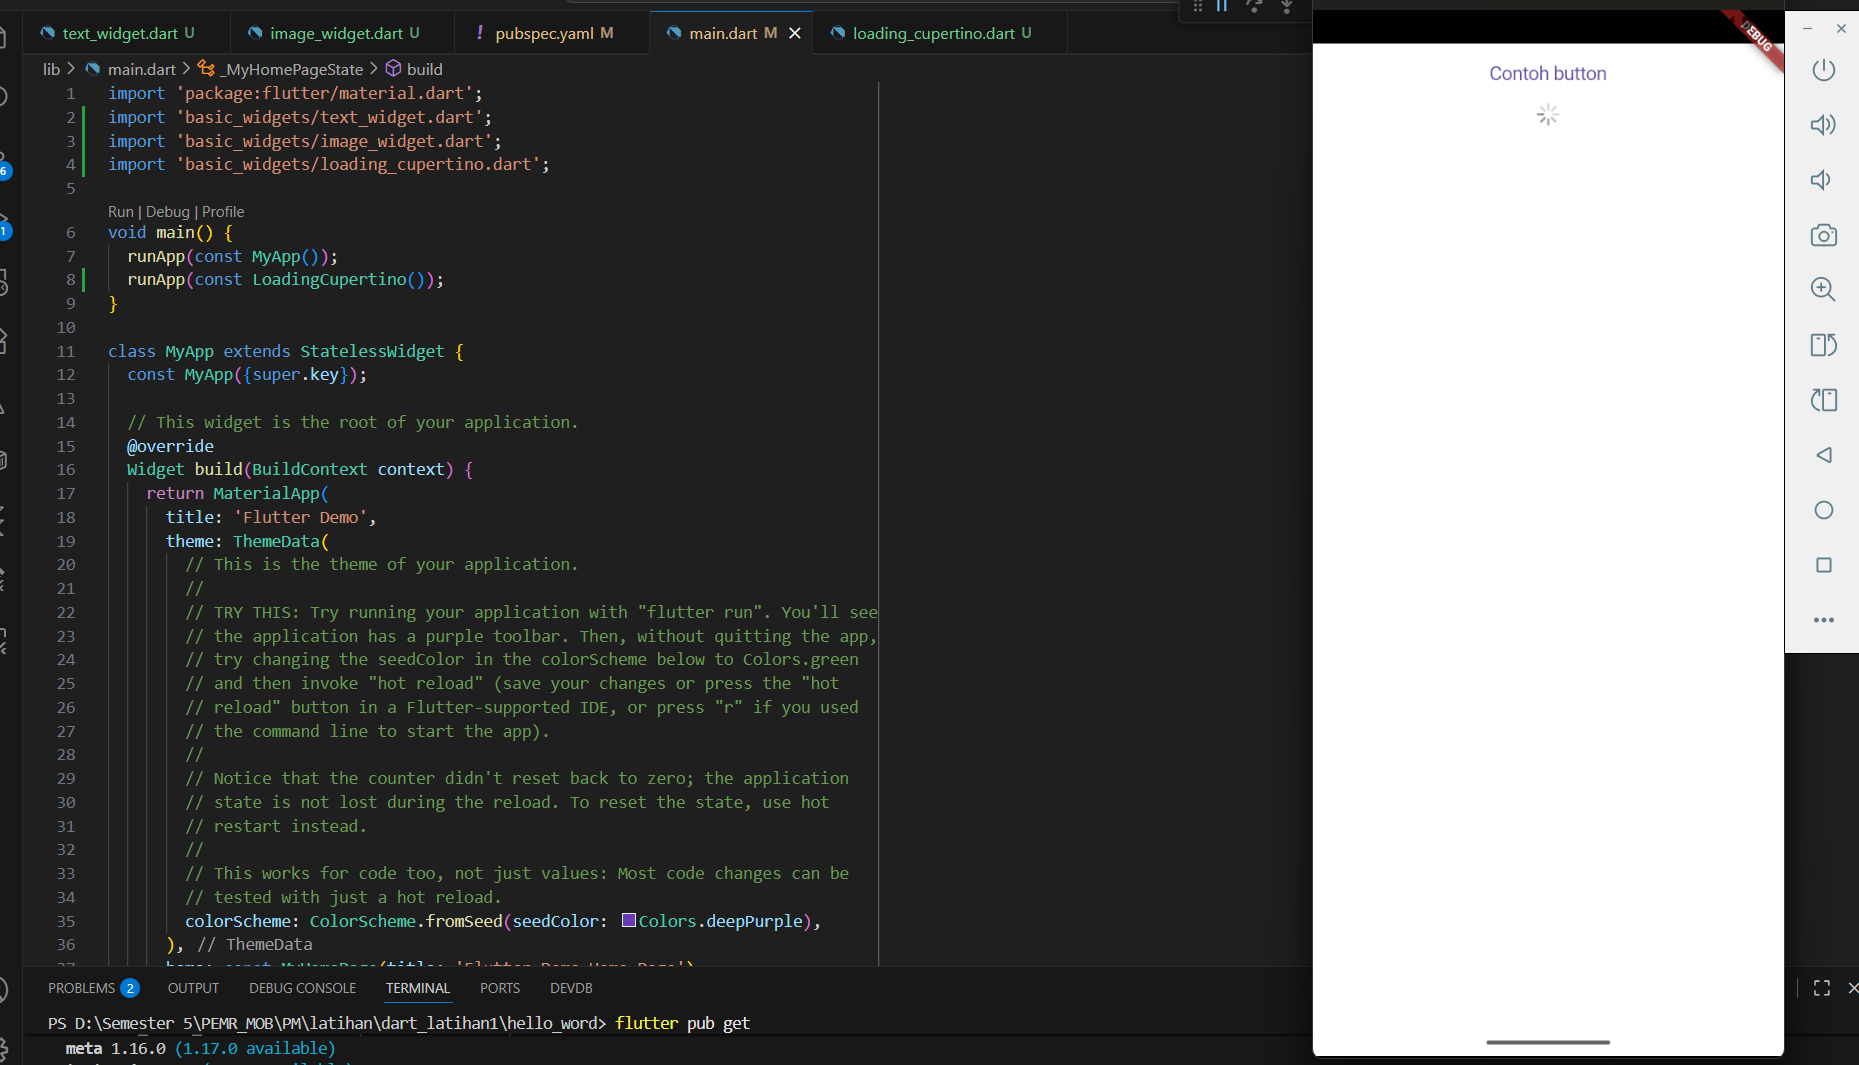 text_widget.dart U
image_widget.dart U
! pubspec.yaml M
main.dart M
loading_cupertino.dart U
lib > main.dart > _MyHomePageState > build
1 import 'package:flutter/material.dart';
2 import 'basic_widgets/text_widget.dart';
3 import 'basic_widgets/image_widget.dart';
4 import 'basic_widgets/loading_cupertino.dart';
5
Run | Debug | Profile
6 void main() {
7 runApp(const MyApp());
8 runApp(const LoadingCupertino());
9 }
10
11 class MyApp extends StatelessWidget {
12 const MyApp({super.key});
13
14 // This widget is the root of your application.
15 @override
16 Widget build(BuildContext context) {
17 return MaterialApp(
18 title: 'Flutter Demo',
19 theme: ThemeData(
20 // This is the theme of your application.
21 //
22 // TRY THIS: Try running your application with "flutter run". You'll see
23 // the application has a purple toolbar. Then, without quitting the app,
24 // try changing the seedColor in the colorScheme below to Colors.green
25 // and then invoke "hot reload" (save your changes or press the "hot
26 // reload" button in a Flutter-supported IDE, or press "r" if you used
27 // the command line to start the app).
28 //
29 // Notice that the counter didn't reset back to zero; the application
30 // state is not lost during the reload. To reset the state, use hot
31 // restart instead.
32 //
33 // This works for code too, not just values: Most code changes can be
34 // tested with just a hot reload.
35 colorScheme: ColorScheme.fromSeed(seedColor: Colors.deepPurple),
36 ), // ThemeData
37 home: const MyHomePage(title: 'Flutter Demo Home Page')
PROBLEMS 2 OUTPUT DEBUG CONSOLE TERMINAL PORTS DEVDB
PS D:\Semester 5\PEMR_MOB\PM\latihan\dart_latihan1\hello_word> flutter pub get
meta 1.16.0 (1.17.0 available)
6
1
DEBUG
Contoh button